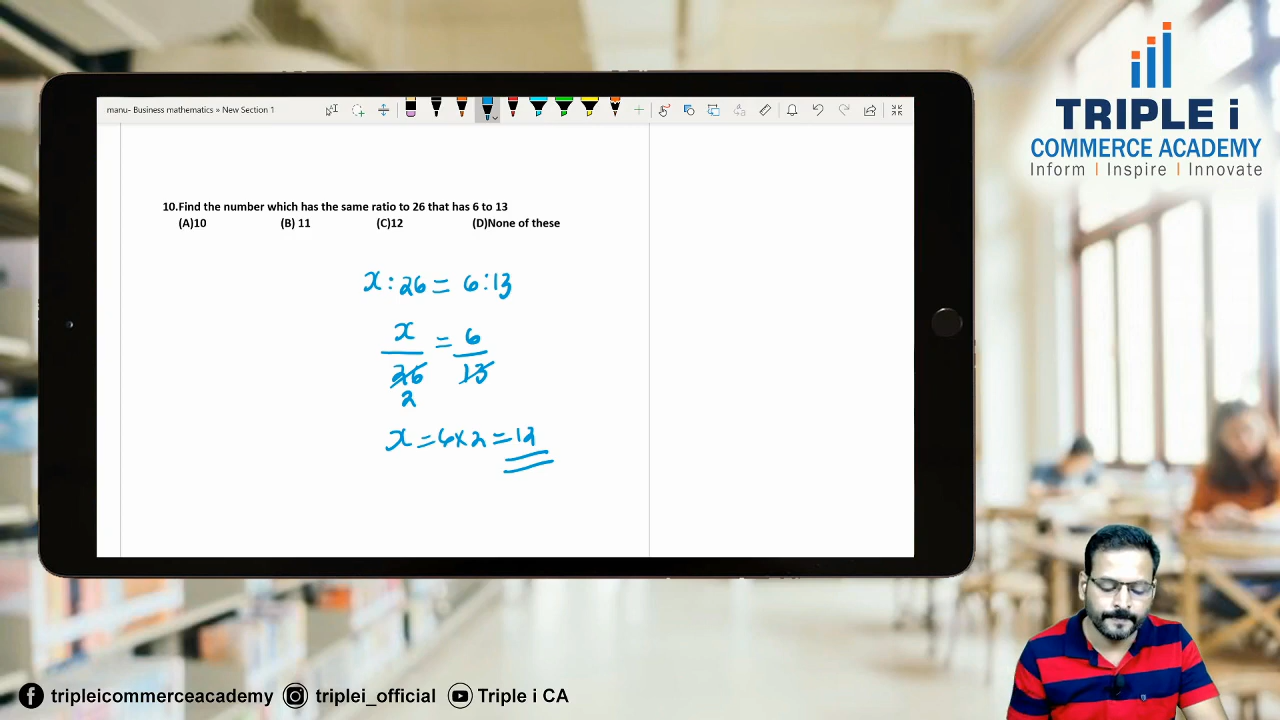 TRIPLE i
COMMERCE ACADEMY
Inform | Inspire | Innovate
manu- Business mathematics » New Section 1
10.Find the number which has the same ratio to 26 that has 6 to 13
(A)10 (B) 11 (C)12 (D)None of these
x : 26 = 6 : 13
x = 6
26 13
2
x = 6 x 2 = 12
tripleicommerceacademy triplei_official Triple i CA